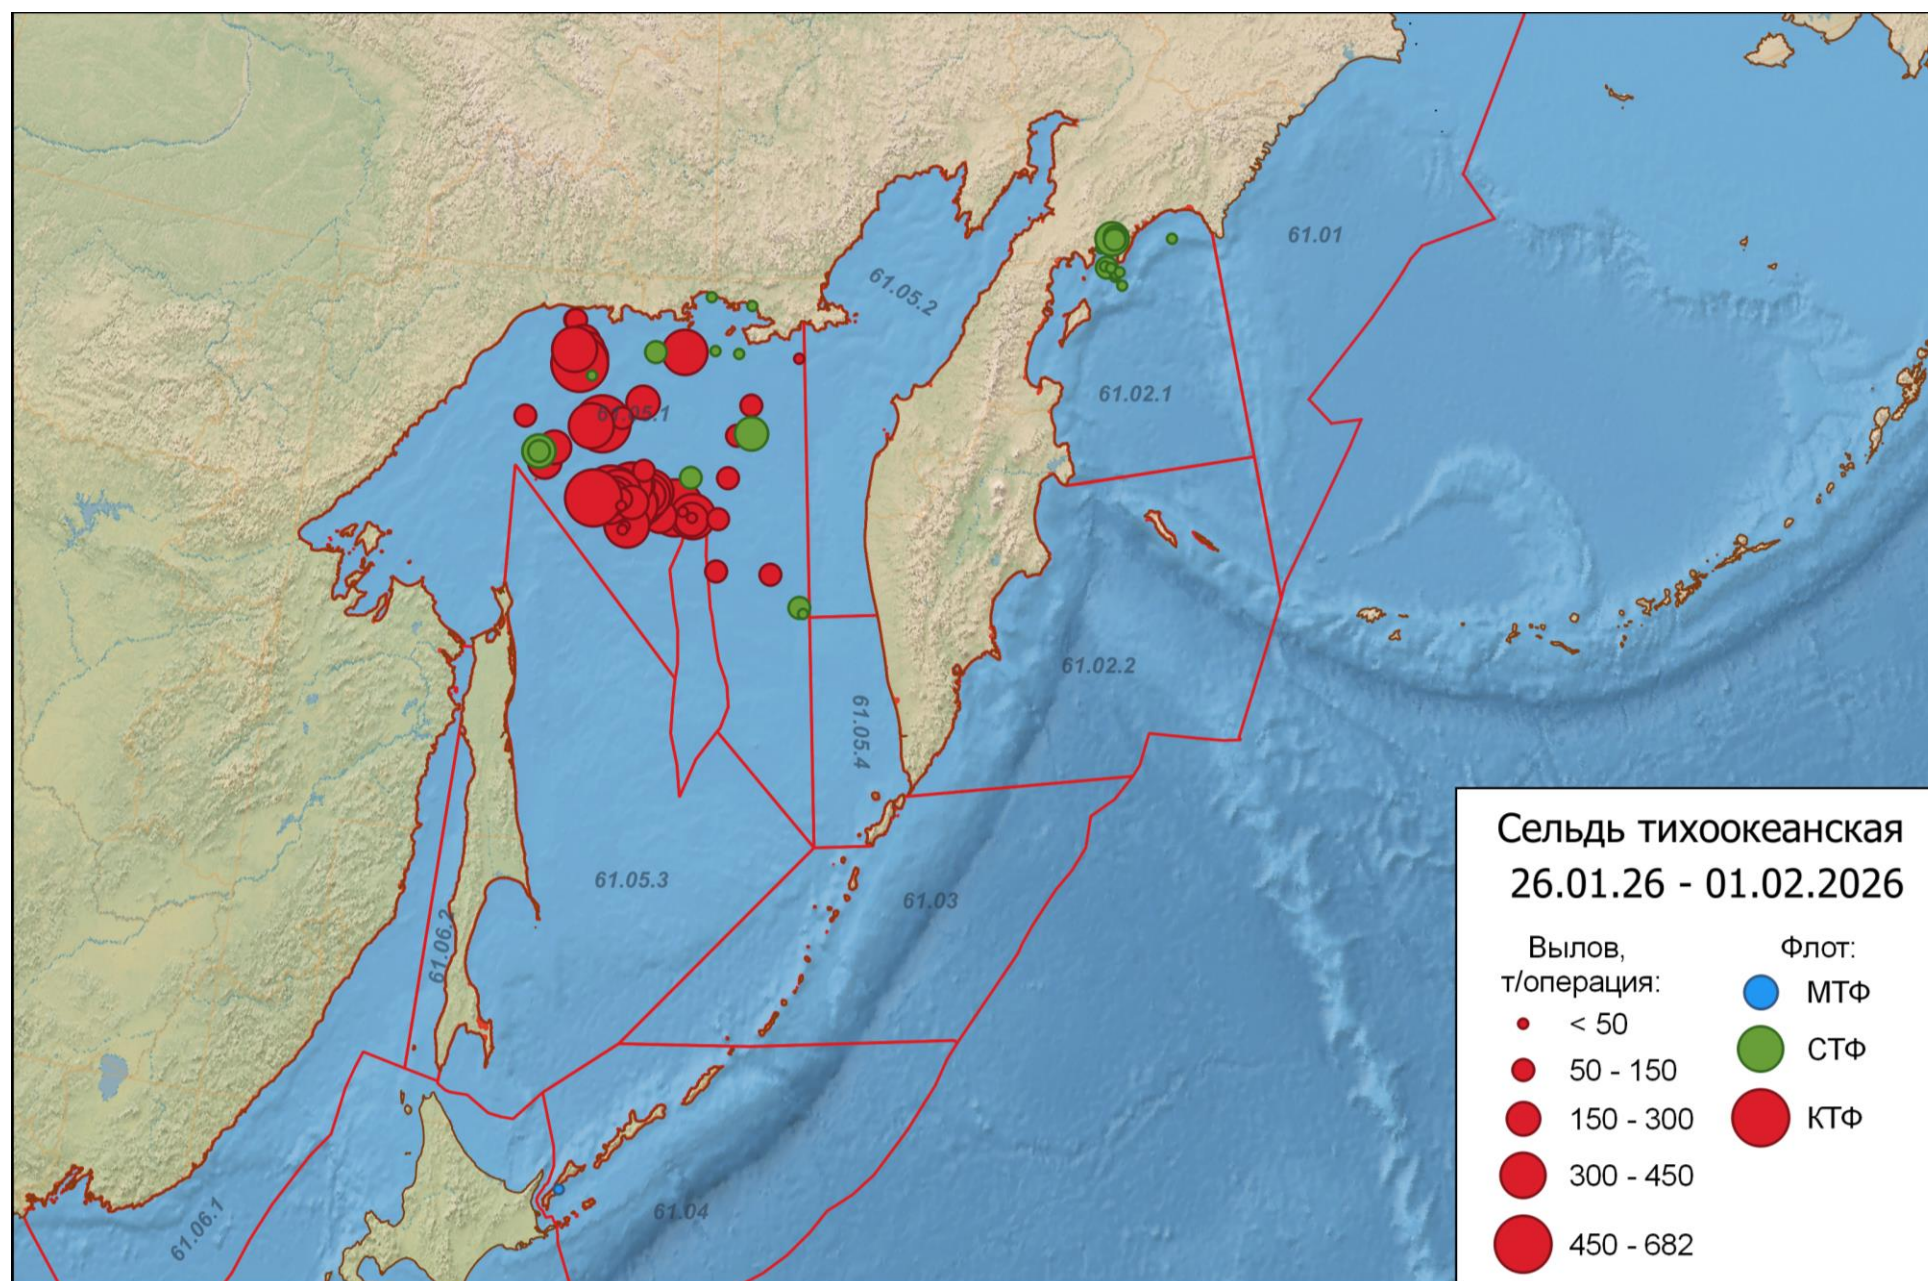 61.01
61.05.2
61.02.1
61.05.1
61.02.2
61.05.4
61.05.3
61.03
61.06.2
61.04
61.06.1
Сельдь тихоокеанская
26.01.26 - 01.02.2026
Вылов,
т/операция:
< 50
50 - 150
150 - 300
300 - 450
450 - 682
Флот:
МТФ
СТФ
КТФ